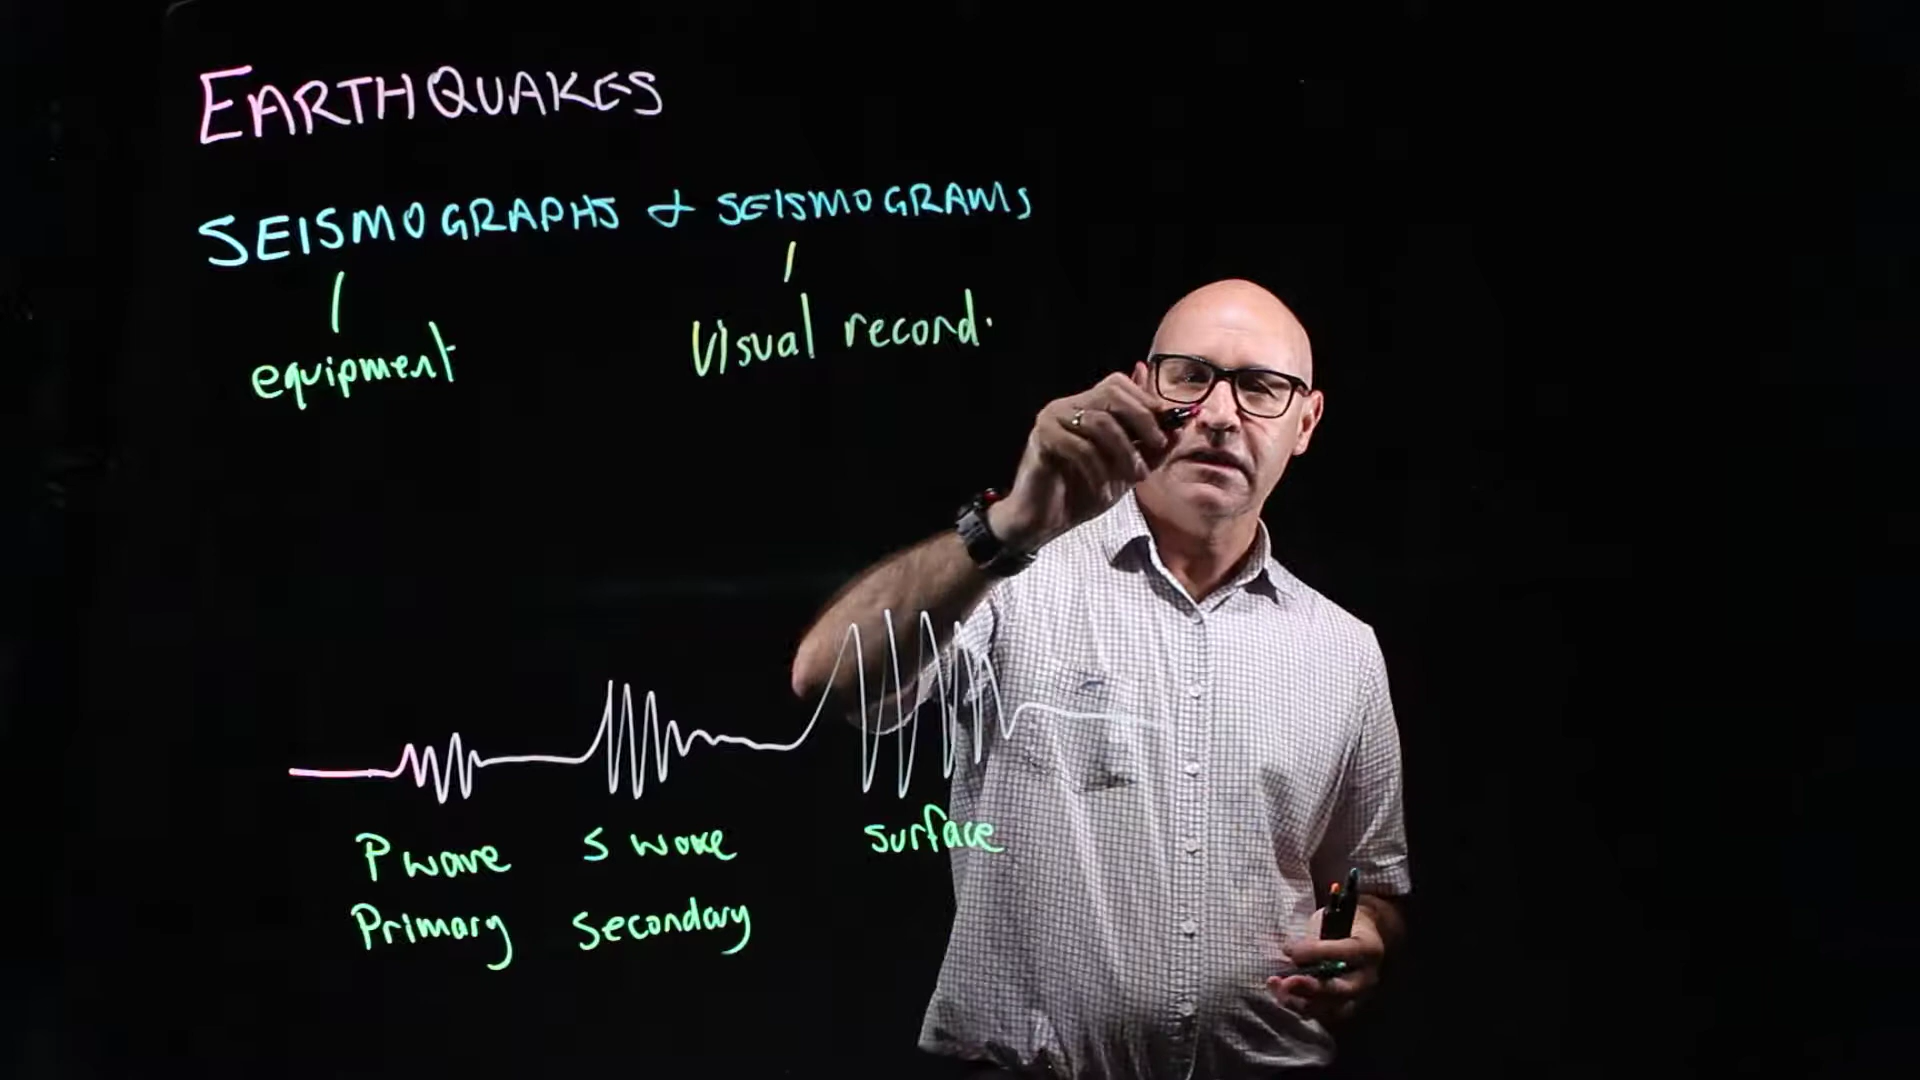 EARTHQUAKES
SEISMOGRAPHS & SEISMOGRAMS
equipment
Visual record.
P wave S wave surface
Primary Secondary